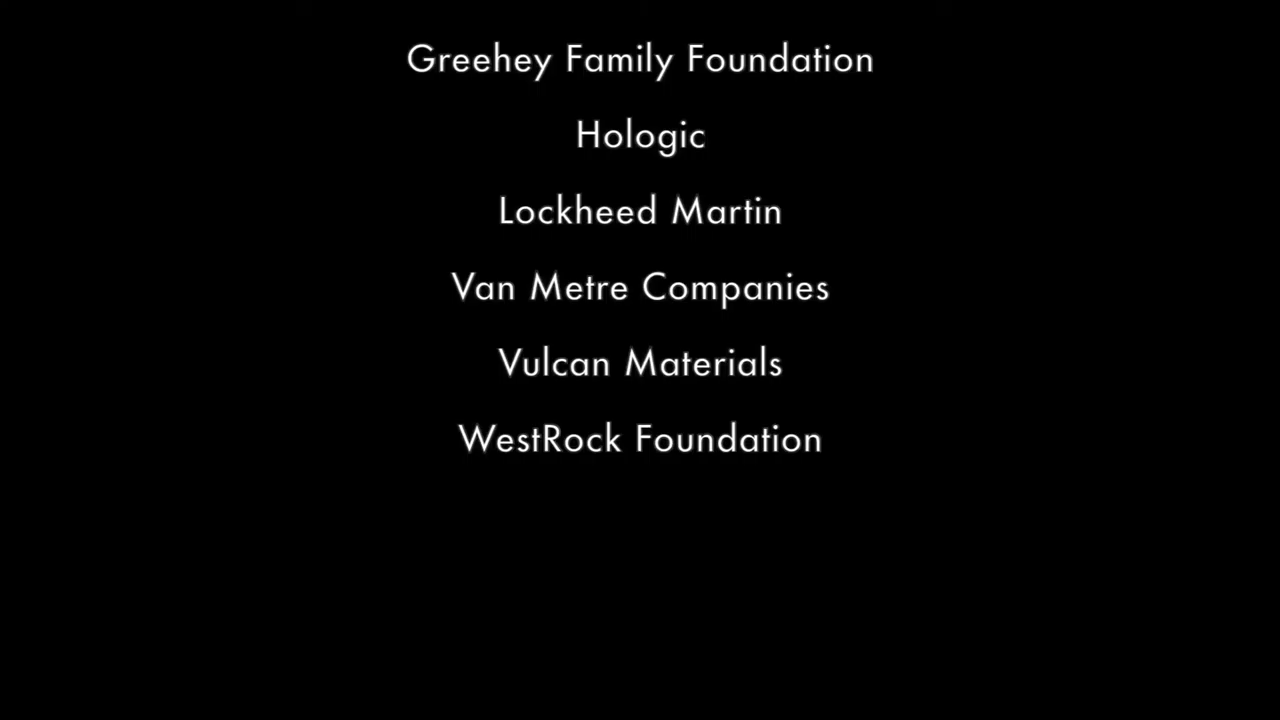 Greehey Family Foundation
Hologic
Lockheed Martin
Van Metre Companies
Vulcan Materials
WestRock Foundation